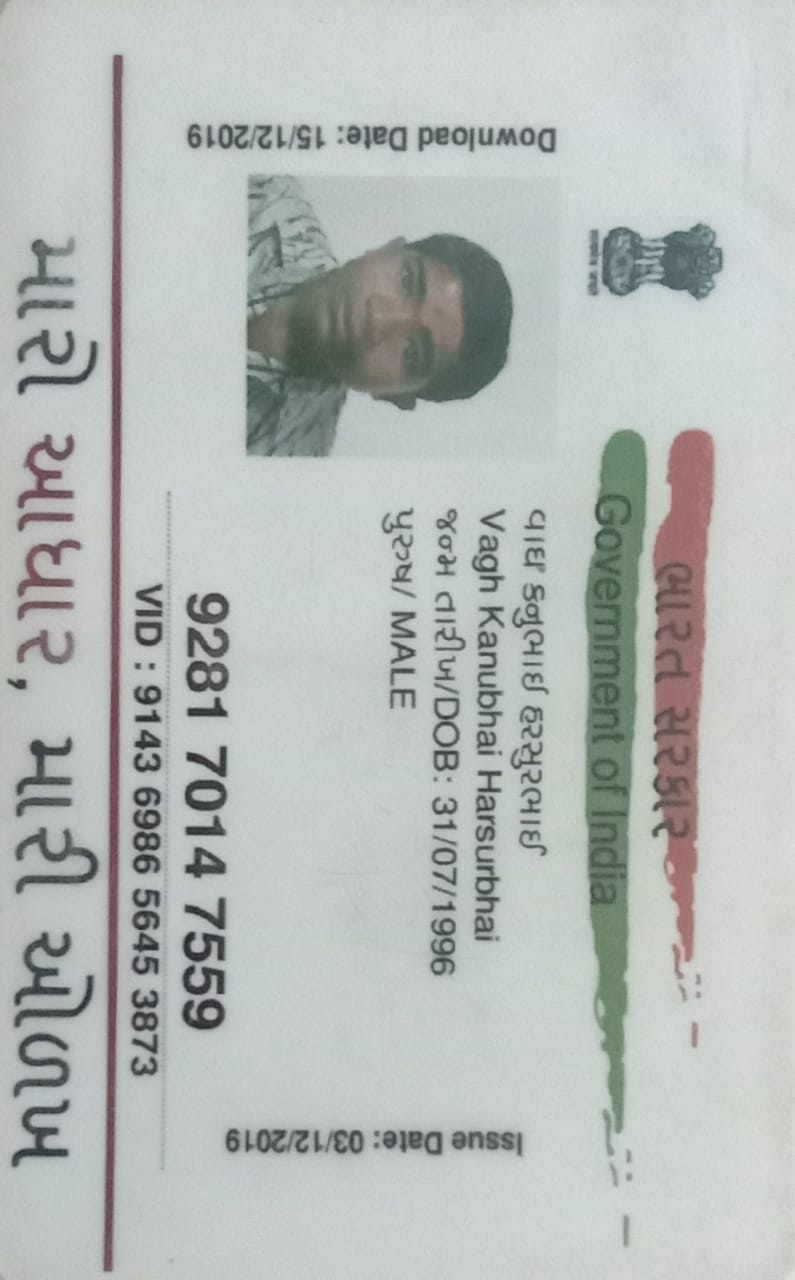 सत्यमेव जयते
ભારત સરકાર
Government of India
Download Date: 15/12/2019
વાઘ કનુભાઈ હરસુરભાઈ
Vagh Kanubhai Harsurbhai
જન્મ તારીખ/DOB: 31/07/1996
પુરુષ/ MALE
Issue Date: 03/12/2019
9281 7014 7559
VID : 9143 6986 5645 3873
મારો આધાર, મારી ઓળખ